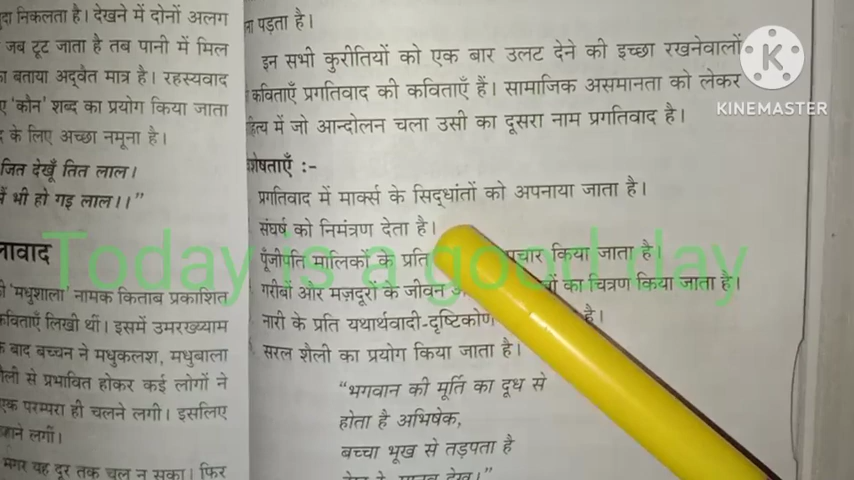 दा निकलता है। देखने में दोनों अलग
जब टूट जाता है तब पानी में मिल
बताया अद्वैत मात्र है। रहस्यवाद
'कौन' शब्द का प्रयोग किया जाता
के लिए अच्छा नमूना है।
जित देखूँ तित लाल।
भी हो गइ लाल।।”
'मधुशाला' नामक किताब प्रकाशित
कविताएँ लिखी थीं। इसमें उमरखय्याम
बाद बच्चन ने मधुकलश, मधुबाला
से प्रभावित होकर कई लोगों ने
एक परम्परा ही चलने लगी। इसलिए
लगीं।
मगर यह दूर तक चल न सका। फिर
पड़ता है।
इन सभी कुरीतियों को एक बार उलट देने की इच्छा रखनेवालों
कविताएँ प्रगतिवाद की कविताएँ हैं। सामाजिक असमानता को लेकर
में जो आन्दोलन चला उसी का दूसरा नाम प्रगतिवाद है।
प्रगतिवाद में मार्क्स के सिद्धांतों को अपनाया जाता है।
संघर्ष को निमंत्रण देता है।
पूँजीपति मालिकों के प्रति किया जाता है।
गरीबों और मज़दूरों के जीवन का चित्रण किया जाता है।
नारी के प्रति यथार्थवादी-दृष्टिकोण है।
सरल शैली का प्रयोग किया जाता है।
“भगवान की मूर्ति का दूध से
होता है अभिषेक,
बच्चा भूख से तड़पता है
KINEMASTER
Today is a good day